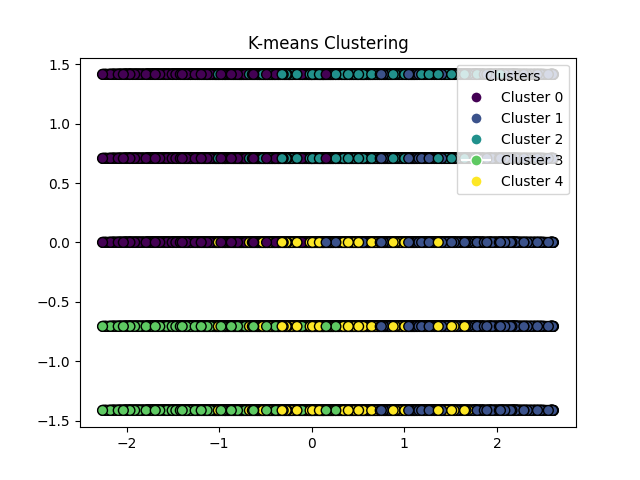 K-means Clustering
1.5
1.0
0.5
0.0
−0.5
−1.0
−1.5
−2
−1
0
1
2
Clusters
Cluster 0
Cluster 1
Cluster 2
Cluster 3
Cluster 4